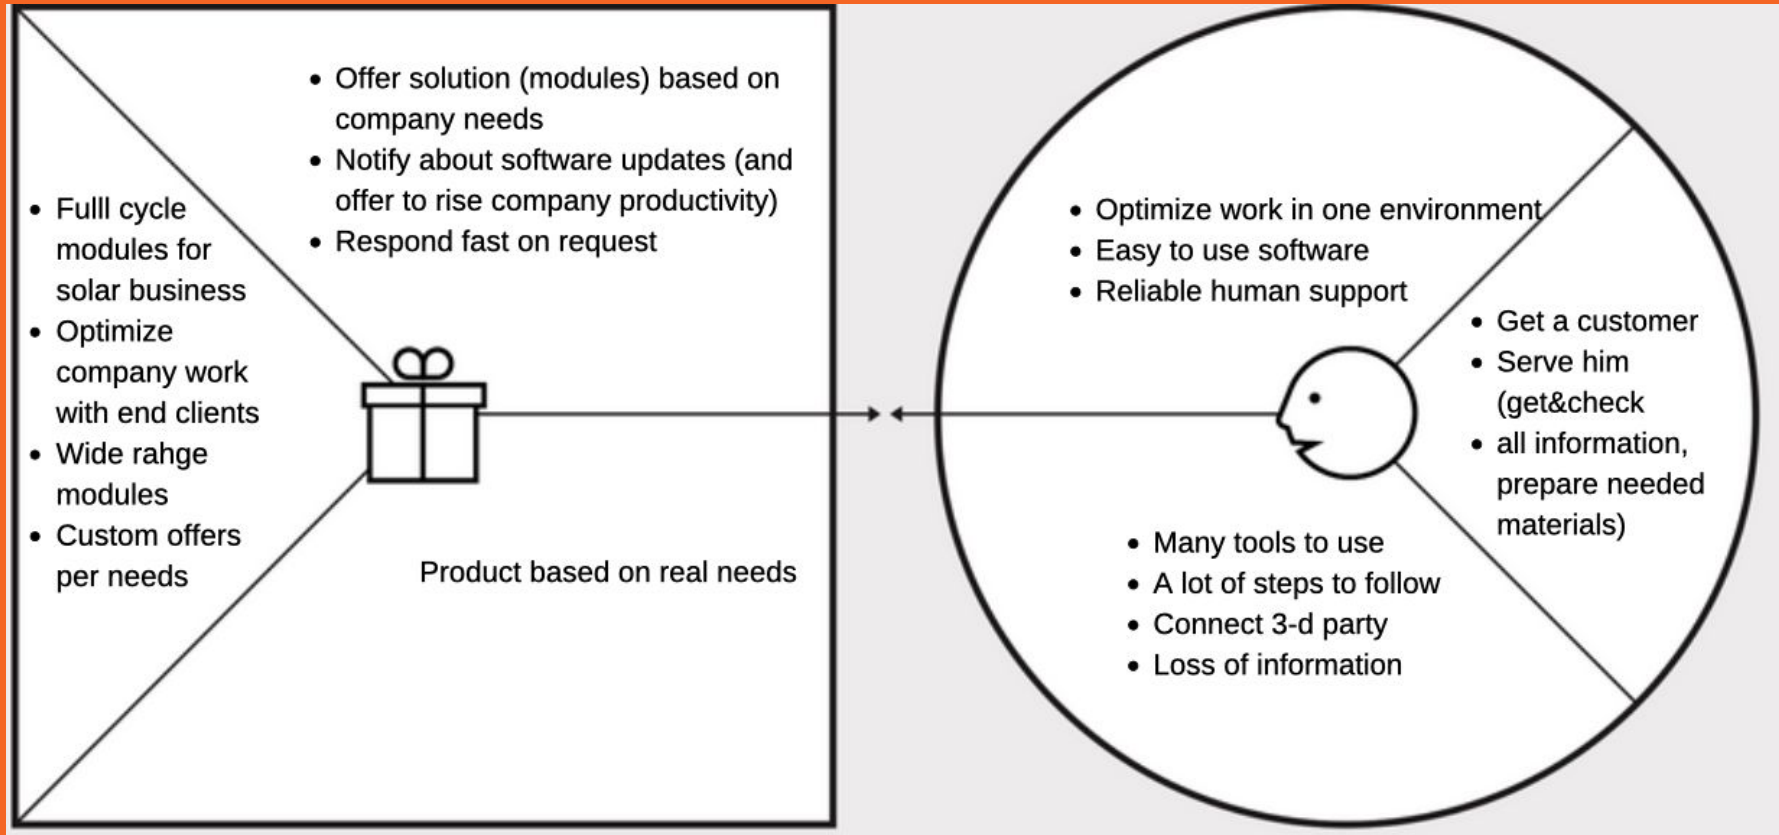 • Offer solution (modules) based on
company needs
• Notify about software updates (and
offer to rise company productivity)
• Respond fast on request
• Fulll cycle
modules for
solar business
• Optimize
company work
with end clients
• Wide rahge
modules
• Custom offers
per needs
Product based on real needs
• Optimize work in one environment
• Easy to use software
• Reliable human support
• Get a customer
• Serve him
(get&check
• all information,
prepare needed
materials)
• Many tools to use
• A lot of steps to follow
• Connect 3-d party
• Loss of information